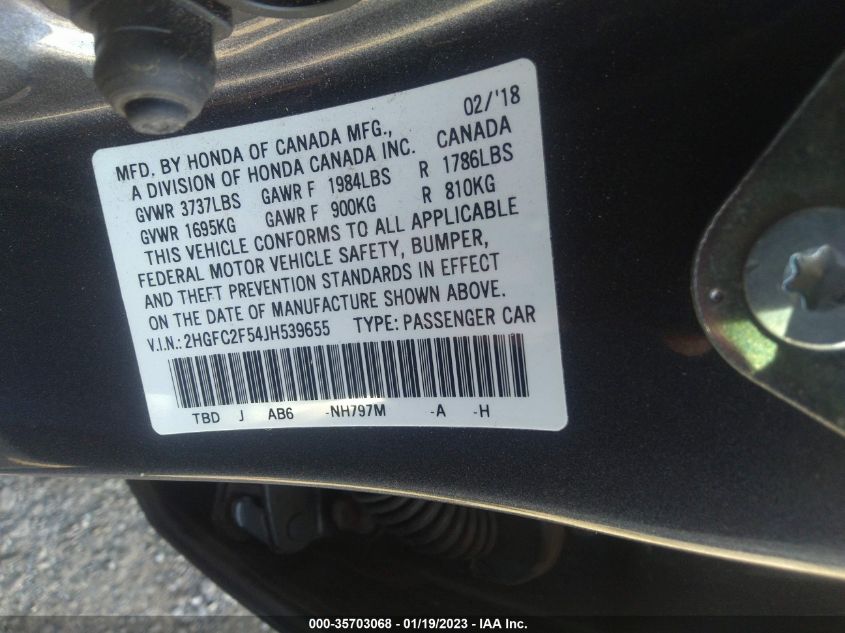 02/'18
MFD. BY HONDA OF CANADA MFG.,
A DIVISION OF HONDA CANADA INC. CANADA
GVWR 3737LBS GAWR F 1984LBS R 1786LBS
GVWR 1695KG GAWR F 900KG R 810KG
THIS VEHICLE CONFORMS TO ALL APPLICABLE
FEDERAL MOTOR VEHICLE SAFETY, BUMPER,
AND THEFT PREVENTION STANDARDS IN EFFECT
ON THE DATE OF MANUFACTURE SHOWN ABOVE.
V.I.N.: 2HGFC2F54JH539655 TYPE: PASSENGER CAR
TBD J AB6 -NH797M -A -H
000-35703068 - 01/19/2023 - IAA Inc.